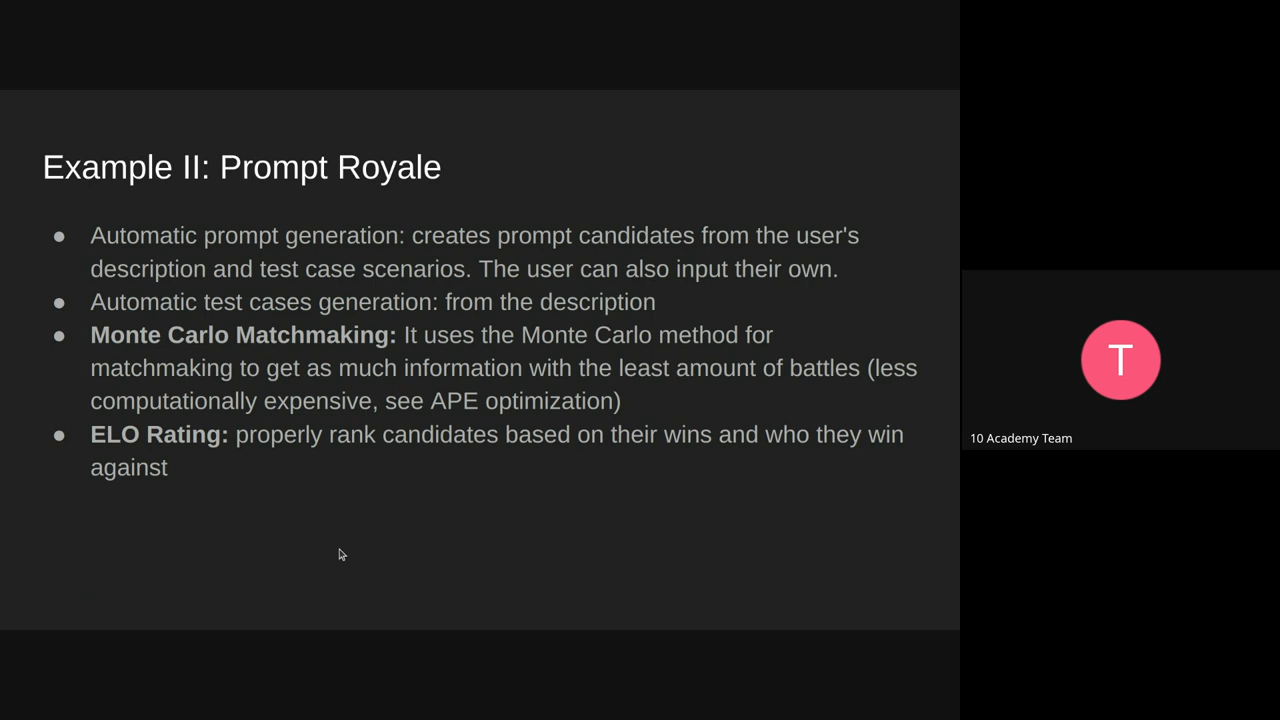 Example II: Prompt Royale
● Automatic prompt generation: creates prompt candidates from the user's
description and test case scenarios. The user can also input their own.
● Automatic test cases generation: from the description
● Monte Carlo Matchmaking: It uses the Monte Carlo method for
matchmaking to get as much information with the least amount of battles (less
computationally expensive, see APE optimization)
● ELO Rating: properly rank candidates based on their wins and who they win
against
T
10 Academy Team